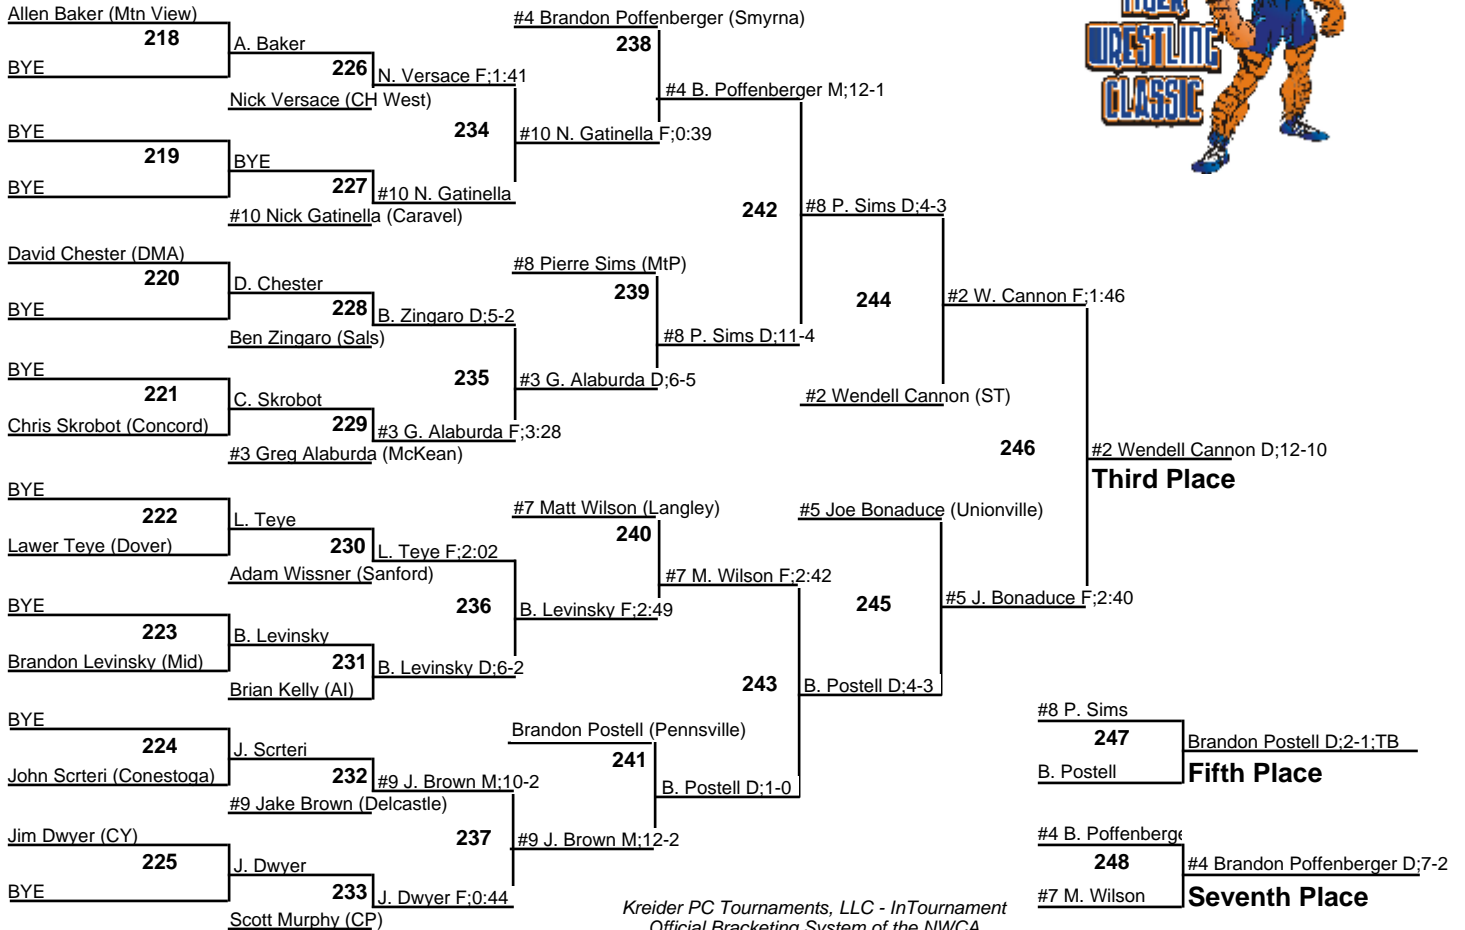 Allen Baker (Mtn View)
218
BYE
A. Baker
226
Nick Versace (CH West)
N. Versace F;1:41
BYE
219
BYE
BYE
227
#10 Nick Gatinella (Caravel)
#10 N. Gatinella
234
#10 N. Gatinella F;0:39
#4 Brandon Poffenberger (Smyrna)
238
#4 B. Poffenberger M;12-1
David Chester (DMA)
220
BYE
D. Chester
228
Ben Zingaro (Sals)
B. Zingaro D;5-2
BYE
221
Chris Skrobot (Concord)
C. Skrobot
229
#3 Greg Alaburda (McKean)
#3 G. Alaburda F;3:28
235
#3 G. Alaburda D;6-5
#8 Pierre Sims (MtP)
239
#8 P. Sims D;11-4
242
#8 P. Sims D;4-3
244
#2 Wendell Cannon (ST)
#2 W. Cannon F;1:46
BYE
222
Lawer Teye (Dover)
L. Teye
230
Adam Wissner (Sanford)
L. Teye F;2:02
BYE
223
Brandon Levinsky (Mid)
B. Levinsky
231
Brian Kelly (AI)
B. Levinsky D;6-2
236
B. Levinsky F;2:49
#7 Matt Wilson (Langley)
240
#7 M. Wilson F;2:42
BYE
224
John Scrteri (Conestoga)
J. Scrteri
232
#9 Jake Brown (Delcastle)
#9 J. Brown M;10-2
Jim Dwyer (CY)
225
BYE
J. Dwyer
233
Scott Murphy (CP)
J. Dwyer F;0:44
237
#9 J. Brown M;12-2
Brandon Postell (Pennsville)
241
B. Postell D;1-0
243
B. Postell D;4-3
#5 Joe Bonaduce (Unionville)
245
#5 J. Bonaduce F;2:40
246
#2 Wendell Cannon D;12-10
Third Place
#8 P. Sims
247
B. Postell
Brandon Postell D;2-1;TB
Fifth Place
#4 B. Poffenberge
248
#7 M. Wilson
#4 Brandon Poffenberger D;7-2
Seventh Place
TIGER
WRESTLING
CLASSIC
Kreider PC Tournaments, LLC - InTournament
Official Bracketing System of the NWCA